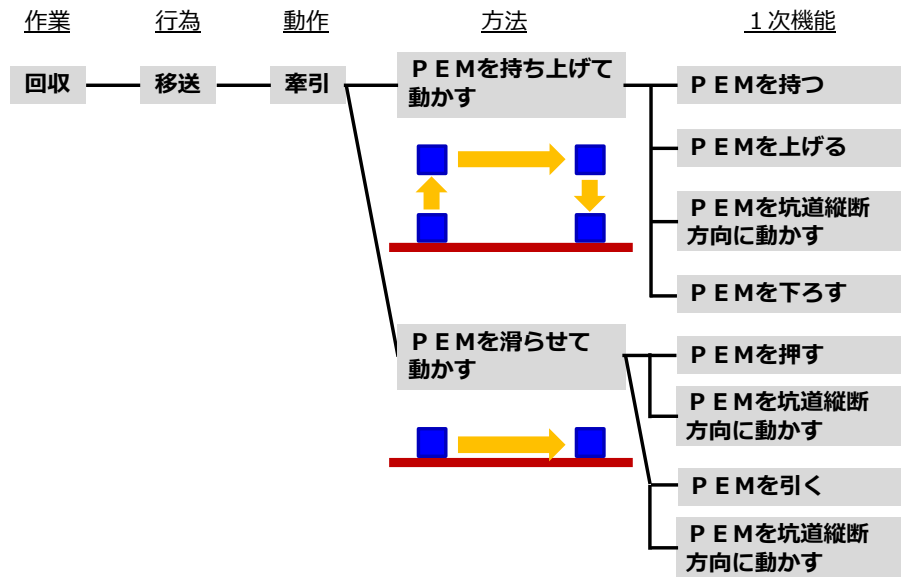 作業
行為
動作
方法
１次機能
回収
移送
牽引
ＰＥＭを持ち上げて
動かす
ＰＥＭを持つ
ＰＥＭを上げる
ＰＥＭを坑道縦断
方向に動かす
ＰＥＭを下ろす
ＰＥＭを滑らせて
動かす
ＰＥＭを押す
ＰＥＭを坑道縦断
方向に動かす
ＰＥＭを引く
ＰＥＭを坑道縦断
方向に動かす